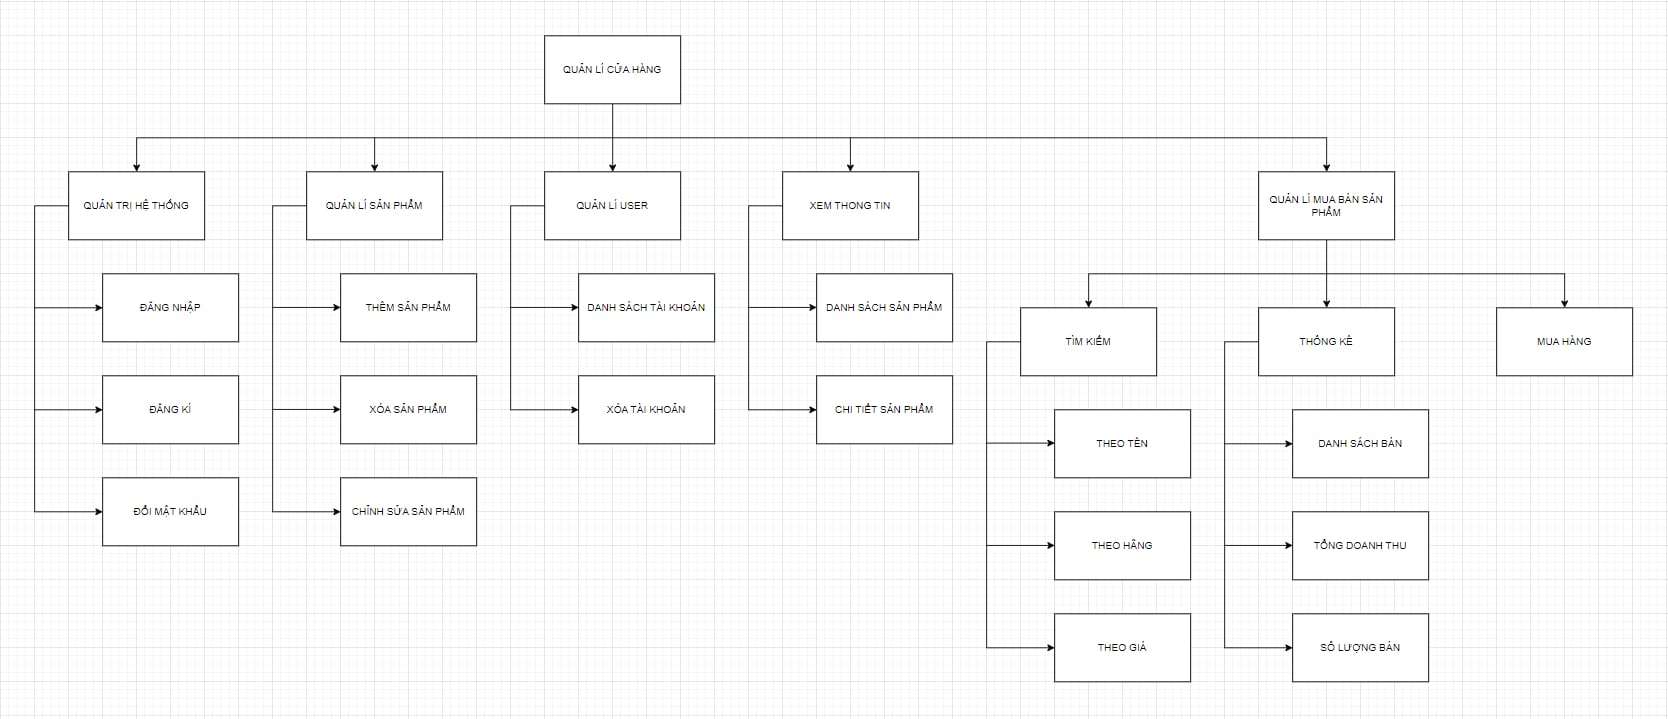 QUẢN LÍ CỬA HÀNG
QUẢN TRỊ HỆ THỐNG
QUẢN LÍ SẢN PHẨM
QUẢN LÍ USER
XEM THONG TIN
QUẢN LÍ MUA BÁN SẢN
PHẨM
ĐĂNG NHẬP
THÊM SẢN PHẨM
DANH SÁCH TÀI KHOẢN
DANH SÁCH SẢN PHẨM
TÌM KIẾM
THỐNG KÊ
MUA HÀNG
ĐĂNG KÍ
XÓA SẢN PHẨM
XÓA TÀI KHOẢN
CHI TIẾT SẢN PHẨM
THEO TÊN
DANH SÁCH BÁN
ĐỔI MẬT KHẨU
CHỈNH SỬA SẢN PHẨM
THEO HÃNG
TỔNG DOANH THU
THEO GIÁ
SỐ LƯỢNG BÁN